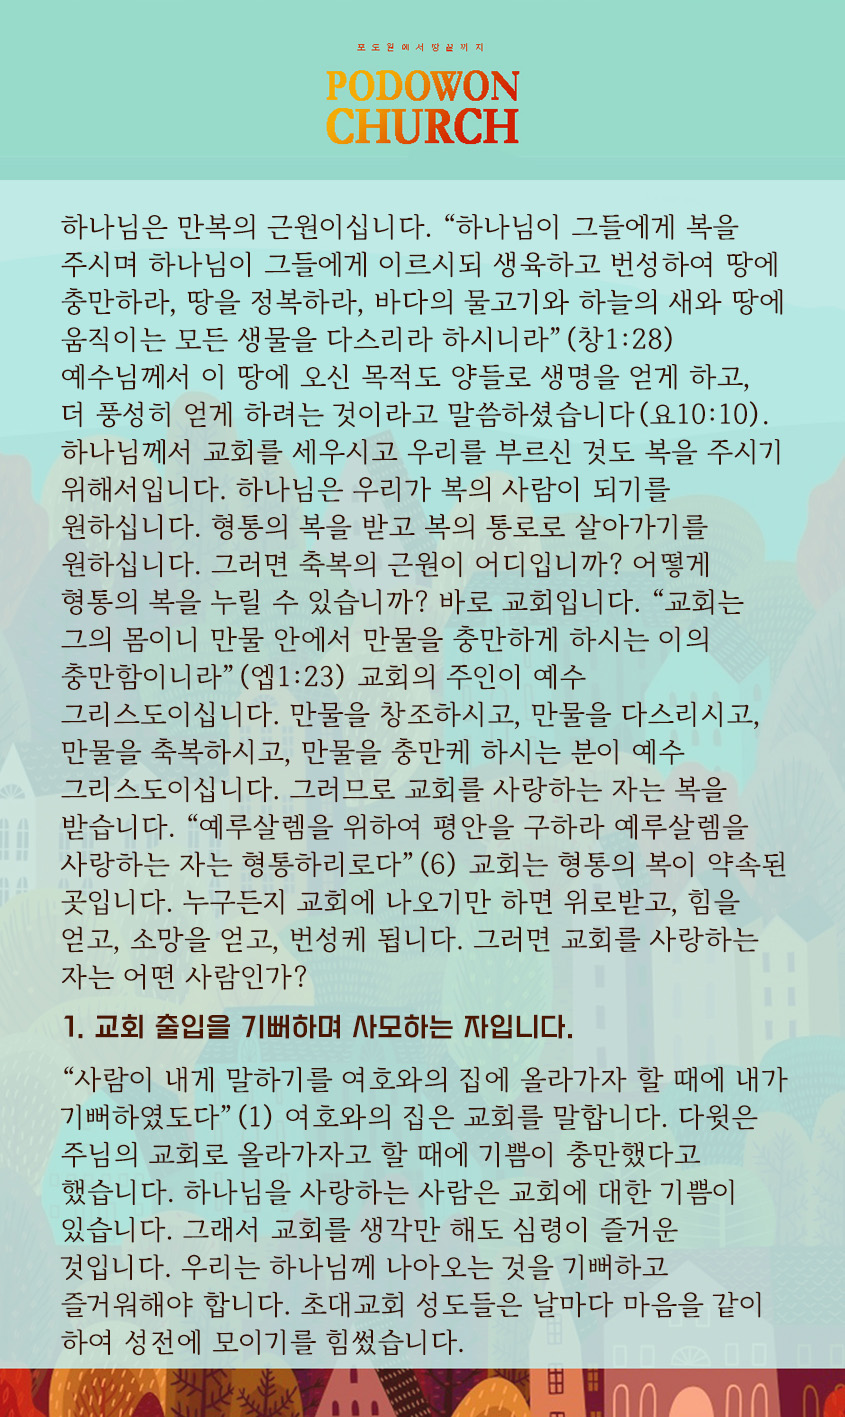 포도원에서땅끝까지
PODOWON
CHURCH
하나님은 만복의 근원이십니다. “하나님이 그들에게 복을
주시며 하나님이 그들에게 이르시되 생육하고 번성하여 땅에
충만하라, 땅을 정복하라, 바다의 물고기와 하늘의 새와 땅에
움직이는 모든 생물을 다스리라 하시니라”(창1:28)
예수님께서 이 땅에 오신 목적도 양들로 생명을 얻게 하고,
더 풍성히 얻게 하려는 것이라고 말씀하셨습니다(요10:10).
하나님께서 교회를 세우시고 우리를 부르신 것도 복을 주시기
위해서입니다. 하나님은 우리가 복의 사람이 되기를
원하십니다. 형통의 복을 받고 복의 통로로 살아가기를
원하십니다. 그러면 축복의 근원이 어디입니까? 어떻게
형통의 복을 누릴 수 있습니까? 바로 교회입니다. “교회는
그의 몸이니 만물 안에서 만물을 충만하게 하시는 이의
충만함이니라”(엡1:23) 교회의 주인이 예수
그리스도이십니다. 만물을 창조하시고, 만물을 다스리시고,
만물을 축복하시고, 만물을 충만케 하시는 분이 예수
그리스도이십니다. 그러므로 교회를 사랑하는 자는 복을
받습니다. “예루살렘을 위하여 평안을 구하라 예루살렘을
사랑하는 자는 형통하리로다”(6) 교회는 형통의 복이 약속된
곳입니다. 누구든지 교회에 나오기만 하면 위로받고, 힘을
얻고, 소망을 얻고, 번성케 됩니다. 그러면 교회를 사랑하는
자는 어떤 사람인가?
1. 교회 출입을 기뻐하며 사모하는 자입니다.
“사람이 내게 말하기를 여호와의 집에 올라가자 할 때에 내가
기뻐하였도다”(1) 여호와의 집은 교회를 말합니다. 다윗은
주님의 교회로 올라가자고 할 때에 기쁨이 충만했다고
했습니다. 하나님을 사랑하는 사람은 교회에 대한 기쁨이
있습니다. 그래서 교회를 생각만 해도 심령이 즐거운
것입니다. 우리는 하나님께 나아오는 것을 기뻐하고
즐거워해야 합니다. 초대교회 성도들은 날마다 마음을 같이
하여 성전에 모이기를 힘썼습니다.